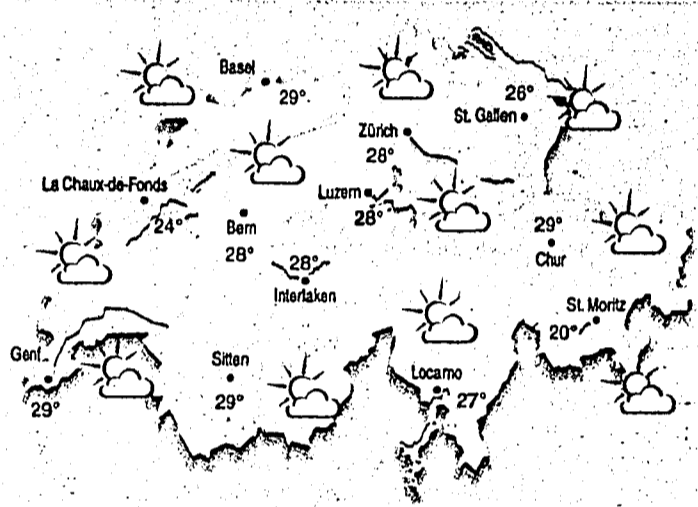 Basel
29°
26°
St. Gallen
Zürich
28°
La Chaux-de-Fonds
24°
Luzern
28°
Bern
28°
29°
Chur
28°
Interlaken
St. Moritz
20°
Genf
29°
Sitten
29°
Locarno
27°